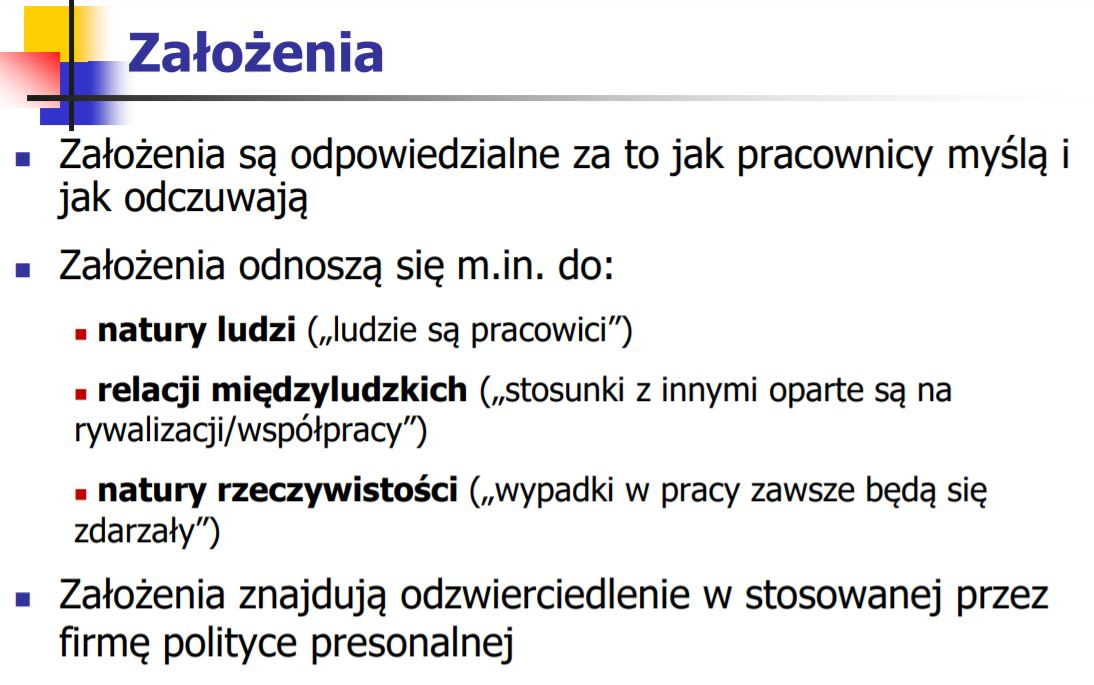 Założenia
Założenia są odpowiedzialne za to jak pracownicy myślą i
jak odczuwają
Założenia odnoszą się m.in. do:
natury ludzi („ludzie są pracowici”)
relacji międzyludzkich („stosunki z innymi oparte są na
rywalizacji/współpracy”)
natury rzeczywistości („wypadki w pracy zawsze będą się
zdarzały”)
Założenia znajdują odzwierciedlenie w stosowanej przez
firmę polityce presonalnej